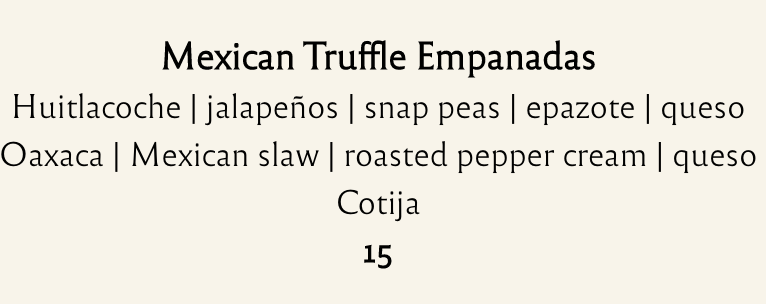 Mexican Truffle Empanadas
Huitlacoche | jalapeños | snap peas | epazote | queso
Oaxaca | Mexican slaw | roasted pepper cream | queso
Cotija
15